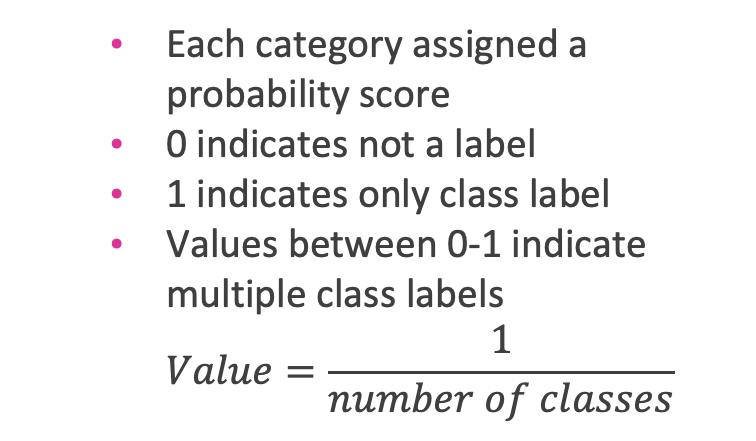 • Each category assigned a
probability score
• 0 indicates not a label
• 1 indicates only class label
• Values between 0-1 indicate
multiple class labels
Value = 1 / number of classes